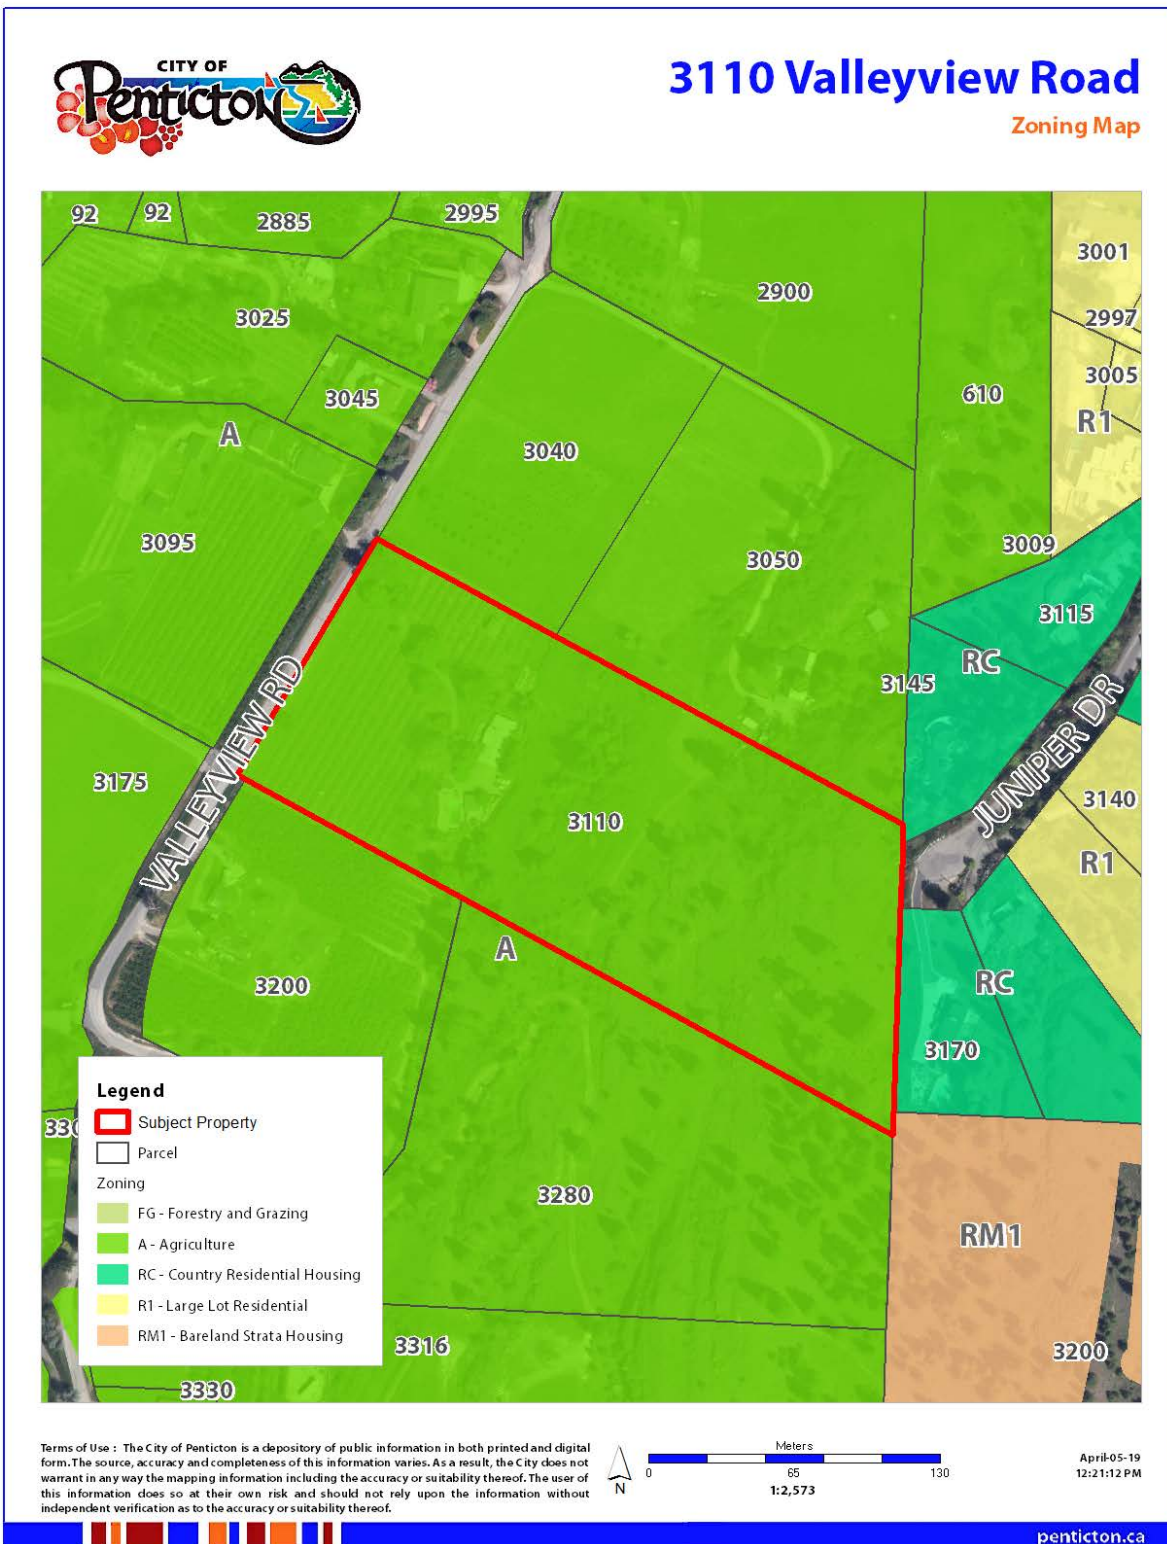 CITY OF
Penticton
3110 Valleyview Road
Zoning Map
92
92
2885
2995
3001
2900
3025
2997
3005
3045
610
R1
A
3040
3095
3009
3050
3115
RC
3145
VALLEYVIEW RD
JUNIPER DR
3175
3140
3110
R1
A
3200
RC
3170
Legend
Subject Property
Parcel
Zoning
FG - Forestry and Grazing
A - Agriculture
RC - Country Residential Housing
R1 - Large Lot Residential
RM1 - Bareland Strata Housing
3280
RM1
3316
3200
3330
Terms of Use : The City of Penticton is a depository of public information in both printed and digital
form. The source, accuracy and completeness of this information varies. As a result, the City does not
warrant in any way the mapping information including the accuracy or suitability thereof. The user of
this information does so at their own risk and should not rely upon the information without
independent verification as to the accuracy or suitability thereof.
N
Meters
0 65 130
1:2,573
April-05-19
12:21:12 PM
penticton.ca